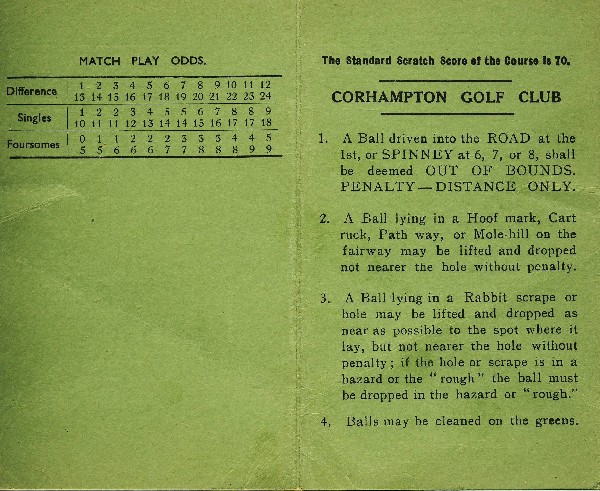 MATCH PLAY ODDS.
Difference 1 2 3 4 5 6 7 8 9 10 11 12
13 14 15 16 17 18 19 20 21 22 23 24
Singles 1 2 2 3 4 5 5 6 7 8 8 9
10 11 11 12 13 14 14 15 16 17 17 18
Foursomes 0 1 1 2 2 2 3 3 3 4 4 5
5 5 6 6 6 7 7 8 8 8 9 9
The Standard Scratch Score of the Course is 70.
CORHAMPTON GOLF CLUB
1. A Ball driven into the ROAD at the
1st, or SPINNEY at 6, 7, or 8, shall
be deemed OUT OF BOUNDS.
PENALTY—DISTANCE ONLY.
2. A Ball lying in a Hoof mark, Cart
ruck, Path way, or Mole-hill on the
fairway may be lifted and dropped
not nearer the hole without penalty.
3. A Ball lying in a Rabbit scrape or
hole may be lifted and dropped as
near as possible to the spot where it
lay, but not nearer the hole without
penalty; if the hole or scrape is in a
hazard or the "rough" the ball must
be dropped in the hazard or "rough."
4. Balls may be cleaned on the greens.